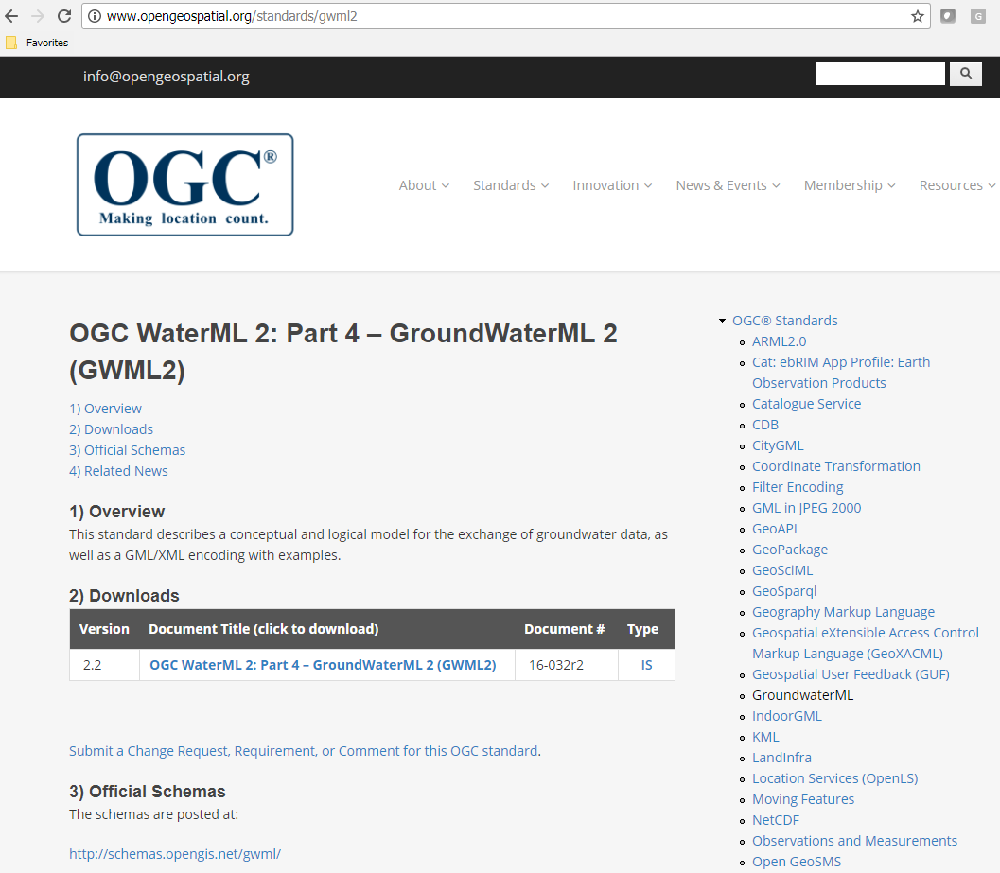 www.opengeospatial.org/standards/gwml2
G
Favorites
info@opengeospatial.org
OGC®
Making location count.
About
Standards
Innovation
News & Events
Membership
Resources
OGC WaterML 2: Part 4 – GroundWaterML 2
(GWML2)
1) Overview
2) Downloads
3) Official Schemas
4) Related News
1) Overview
This standard describes a conceptual and logical model for the exchange of groundwater data, as
well as a GML/XML encoding with examples.
2) Downloads
Version Document Title (click to download) Document # Type
2.2 OGC WaterML 2: Part 4 – GroundWaterML 2 (GWML2) 16-032r2 IS
Submit a Change Request, Requirement, or Comment for this OGC standard.
3) Official Schemas
The schemas are posted at:
http://schemas.opengis.net/gwml/
OGC® Standards
ARML2.0
Cat: ebRIM App Profile: Earth
Observation Products
Catalogue Service
CDB
CityGML
Coordinate Transformation
Filter Encoding
GML in JPEG 2000
GeoAPI
GeoPackage
GeoSciML
GeoSparql
Geography Markup Language
Geospatial eXtensible Access Control
Markup Language (GeoXACML)
Geospatial User Feedback (GUF)
GroundwaterML
IndoorGML
KML
LandInfra
Location Services (OpenLS)
Moving Features
NetCDF
Observations and Measurements
Open GeoSMS